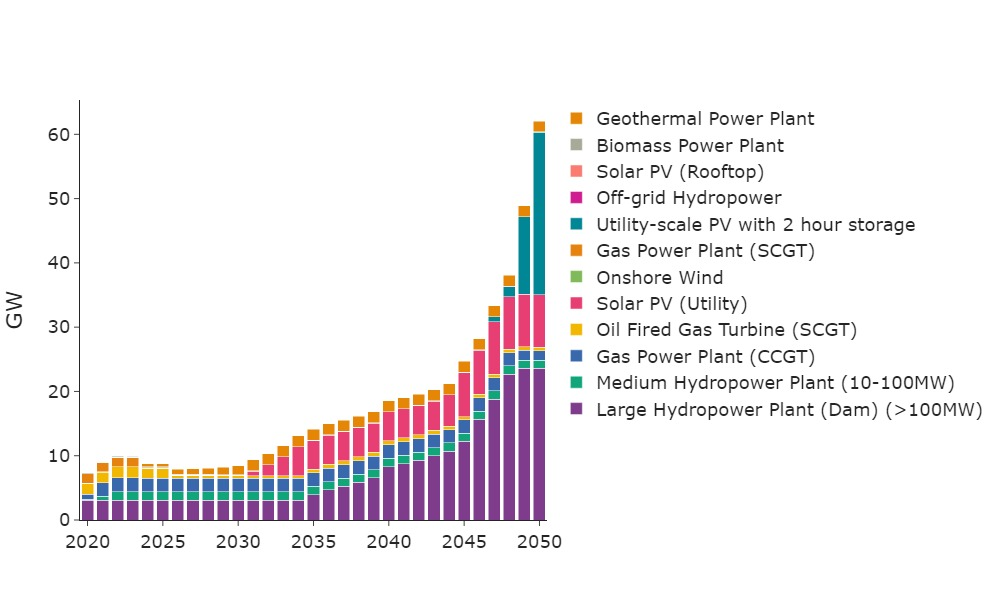 GW
60
50
40
30
20
10
0
2020 2025 2030 2035 2040 2045 2050
Geothermal Power Plant
Biomass Power Plant
Solar PV (Rooftop)
Off-grid Hydropower
Utility-scale PV with 2 hour storage
Gas Power Plant (SCGT)
Onshore Wind
Solar PV (Utility)
Oil Fired Gas Turbine (SCGT)
Gas Power Plant (CCGT)
Medium Hydropower Plant (10-100MW)
Large Hydropower Plant (Dam) (>100MW)